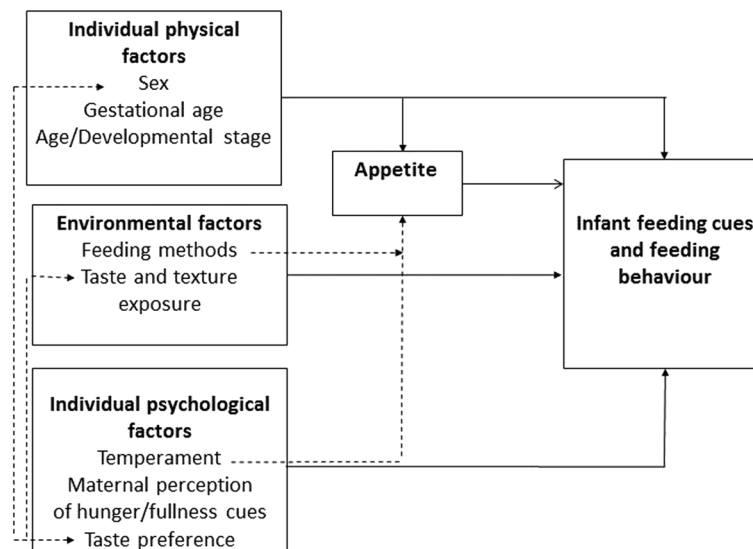 Individual physical
factors
Sex
Gestational age
Age/Developmental stage
Appetite
Environmental factors
Feeding methods
Taste and texture
exposure
Infant feeding cues
and feeding
behaviour
Individual psychological
factors
Temperament
Maternal perception
of hunger/fullness cues
Taste preference